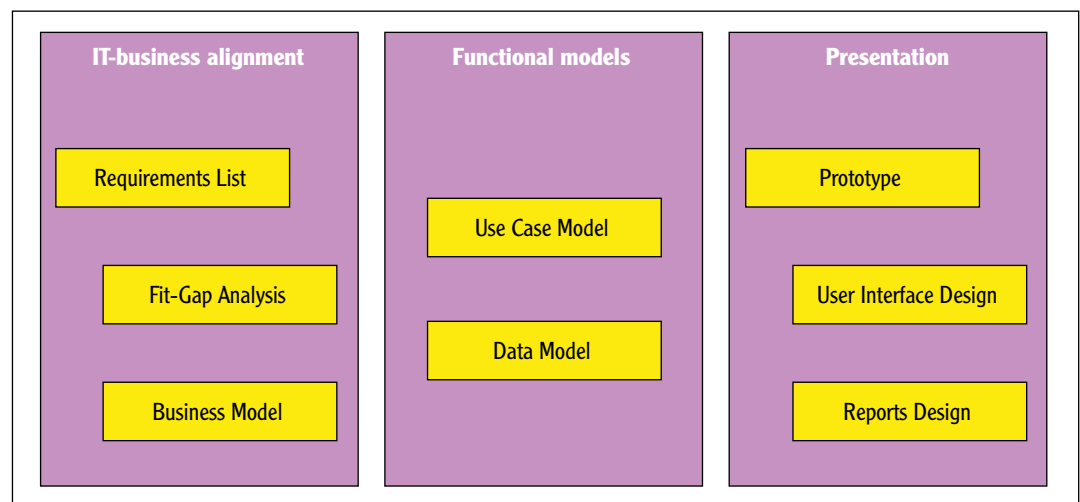 IT-business alignment
Requirements List
Fit-Gap Analysis
Business Model
Functional models
Use Case Model
Data Model
Presentation
Prototype
User Interface Design
Reports Design